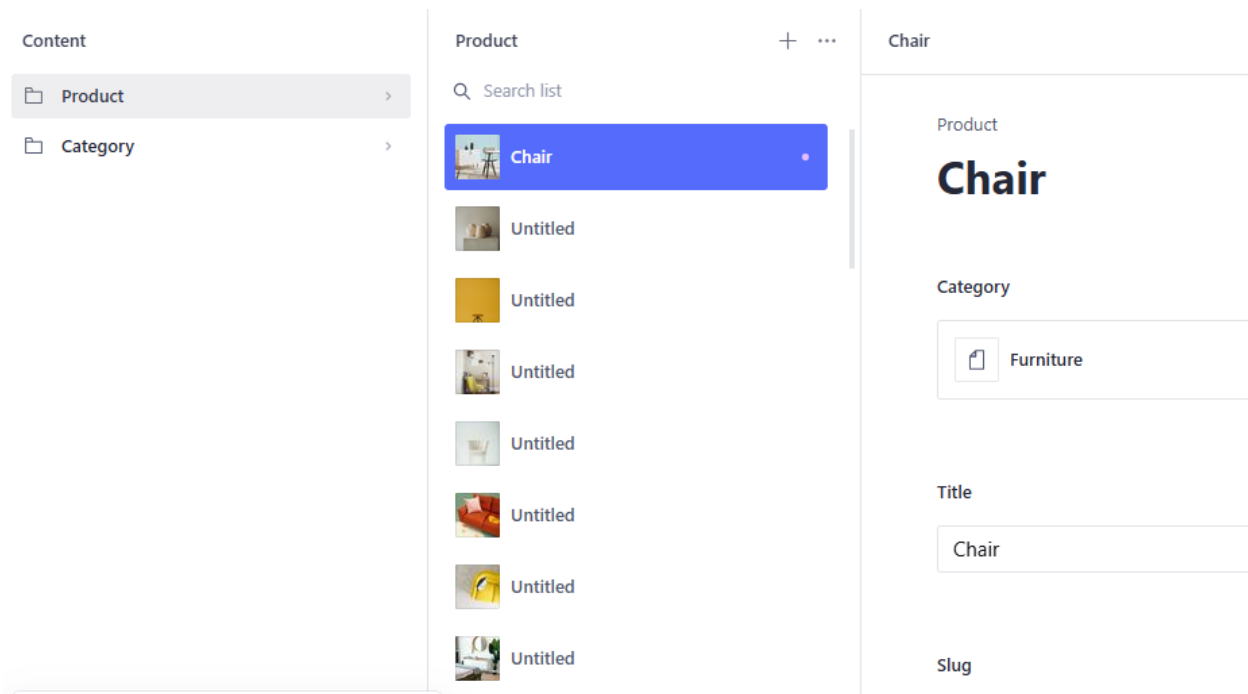 Content
Product
Category
Product
Search list
Chair
Untitled
Untitled
Untitled
Untitled
Untitled
Untitled
Untitled
Chair
Product
Chair
Category
Furniture
Title
Chair
Slug